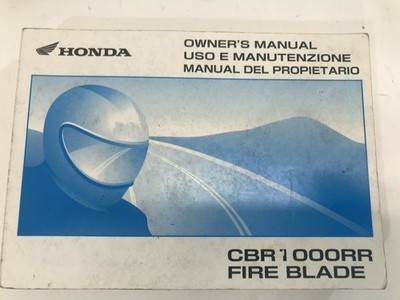 HONDA
OWNER'S MANUAL
USO E MANUTENZIONE
MANUAL DEL PROPIETARIO
CBR1000RR
FIRE BLADE